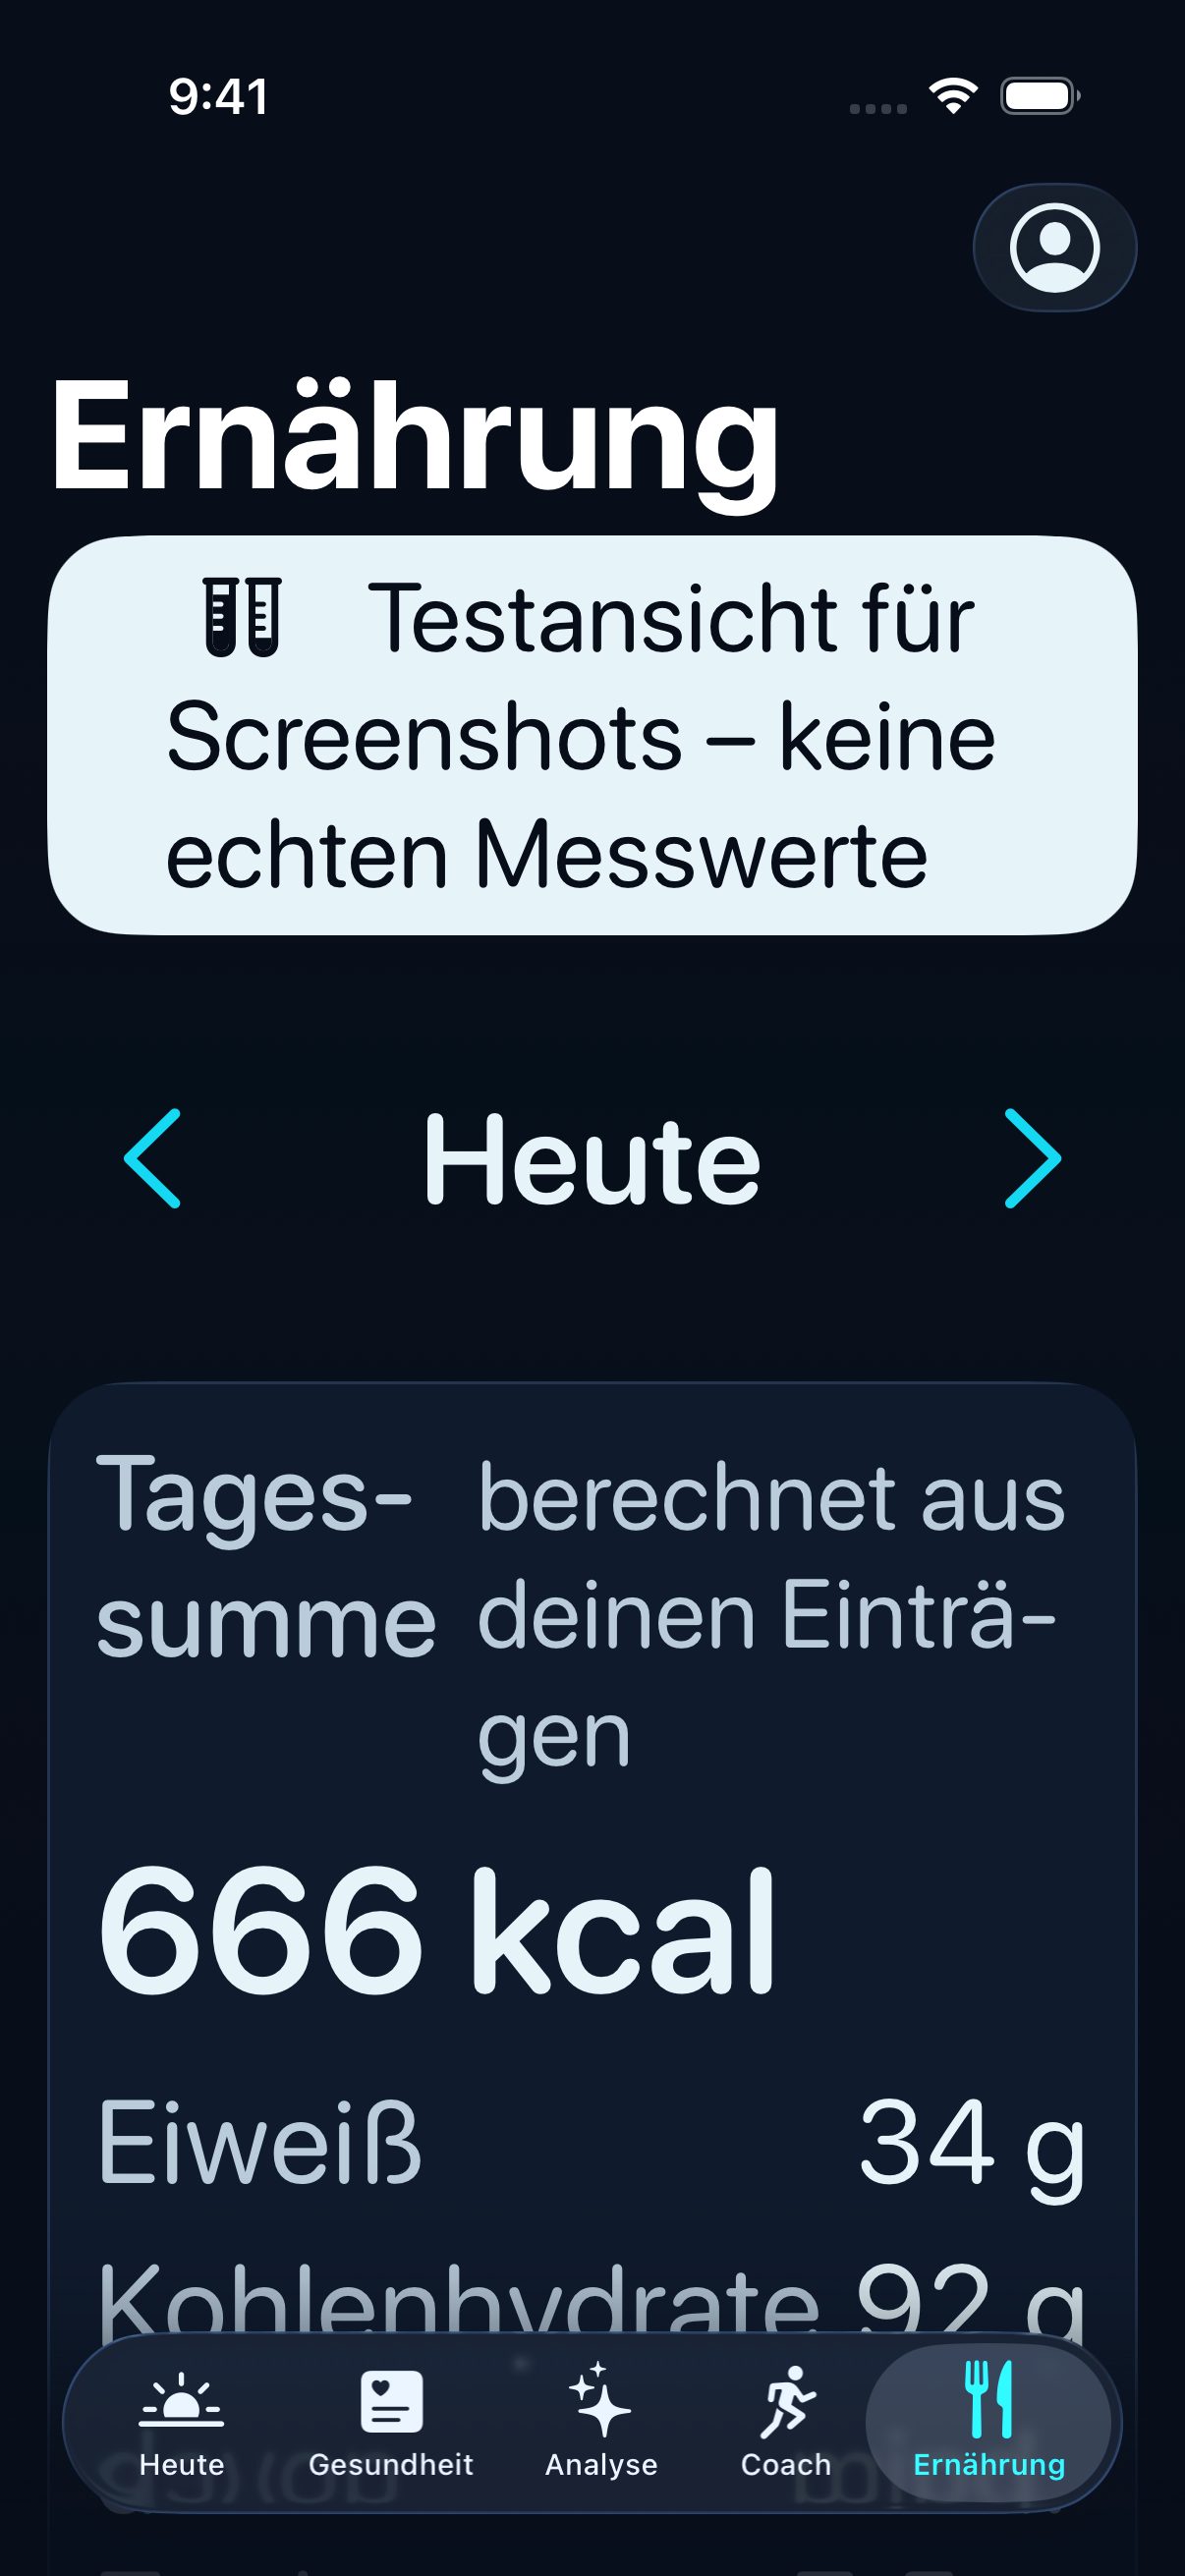 9:41
Ernährung
Testansicht für
Screenshots – keine
echten Messwerte
Heute
Tages-
summe
berechnet aus
deinen Einträ-
gen
666 kcal
Eiweiß 34 g
Kohlenhydrate 92 g
Heute Gesundheit Analyse Coach Ernährung